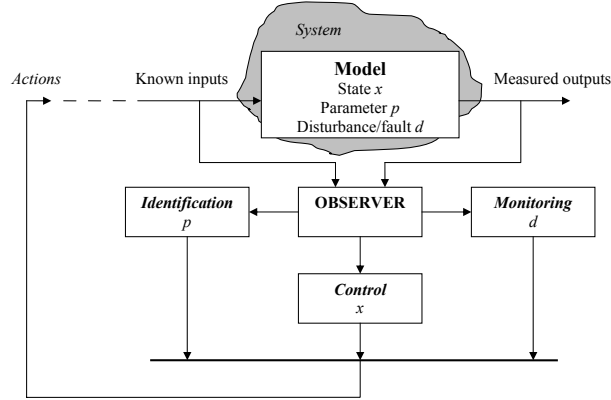 System
Actions
Known inputs
Model
State x
Parameter p
Disturbance/fault d
Measured outputs
Identification
p
OBSERVER
Monitoring
d
Control
x